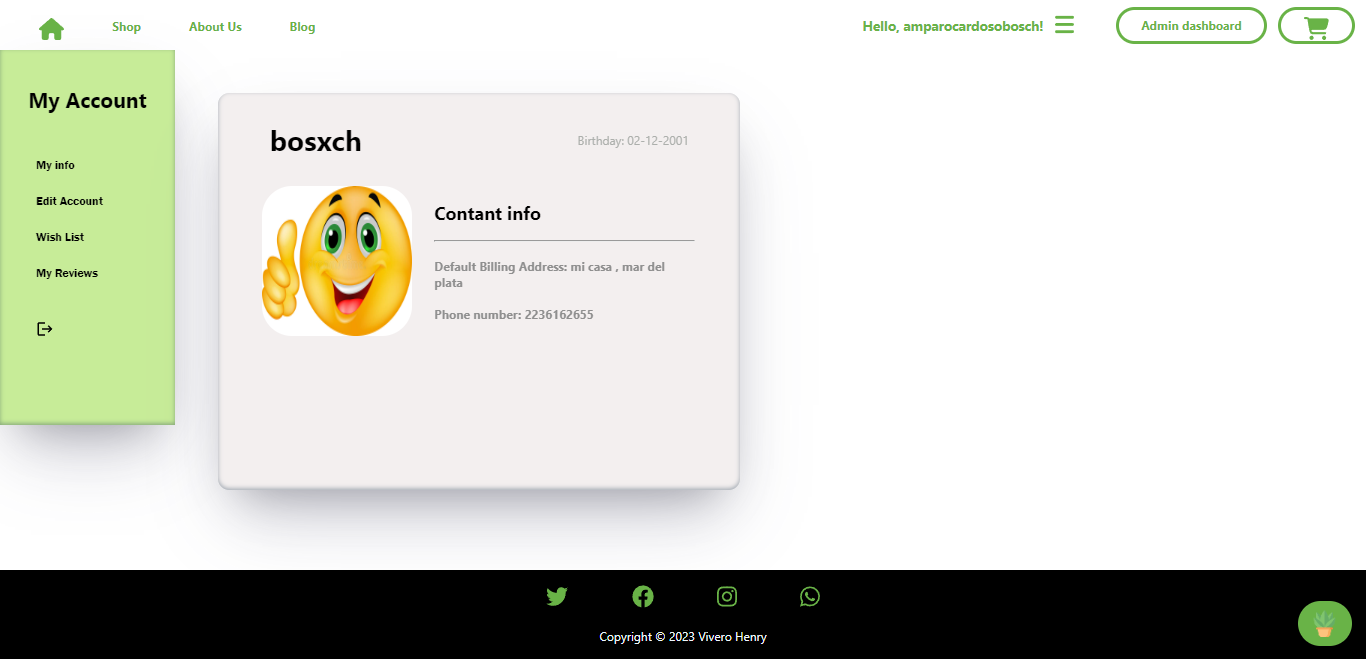 Shop About Us Blog Hello, amparocardosobosch! Admin dashboard
My Account
My info
Edit Account
Wish List
My Reviews
bosxch
Birthday: 02-12-2001
Contant info
Default Billing Address: mi casa , mar del
plata
Phone number: 2236162655
Copyright © 2023 Vivero Henry